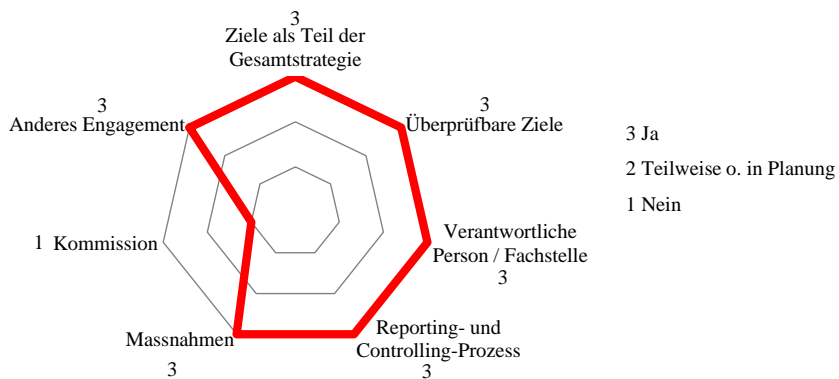 3
Ziele als Teil der
Gesamtstrategie
3
Überprüfbare Ziele
Verantwortliche
Person / Fachstelle
3
Reporting- und
Controlling-Prozess
3
Massnahmen
3
1 Kommission
3
Anderes Engagement
3 Ja
2 Teilweise o. in Planung
1 Nein